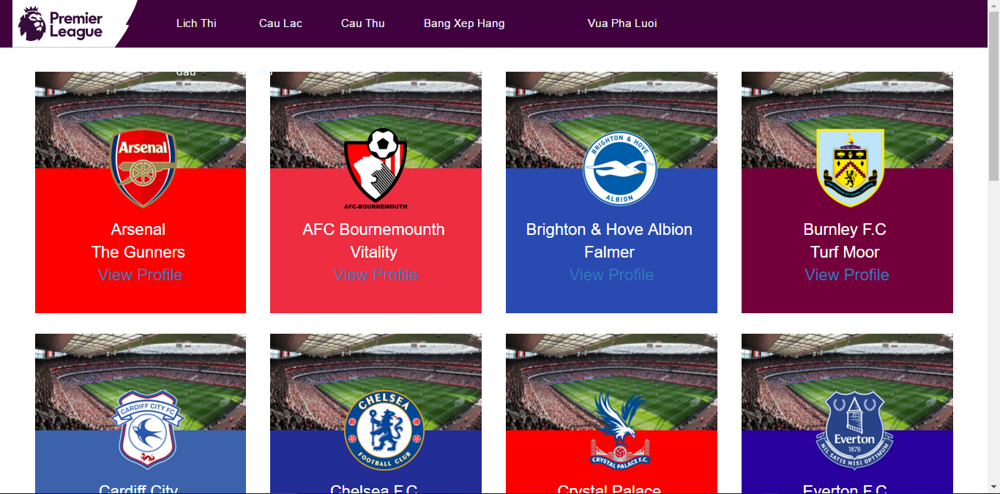 Premier
League
Lich Thi
Cau Lac
Cau Thu
Bang Xep Hang
Vua Pha Luoi
dau
Bo
Arsenal
AFC-BOURNEMOUTH
BRIGHTON & HOVE
ALBION
Arsenal
The Gunners
View Profile
AFC Bournemounth
Vitality
View Profile
Brighton & Hove Albion
Falmer
View Profile
Burnley F.C
Turf Moor
View Profile
CARDIFF CITY FC
CHELSEA
FOOTBALL CLUB
CRYSTAL PALACE F.C.
Everton
1878
NIL SATIS NISI OPTIMUM
Cardiff City
Chelsea F.C
Crystal Palace
Everton F.C